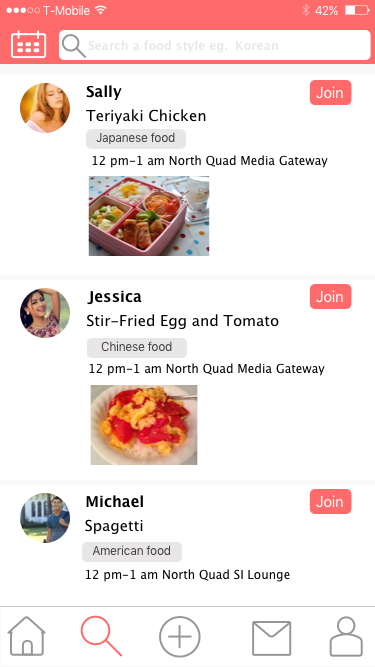 T-Mobile 42%
Search a food style eg. Korean
Sally Join
Teriyaki Chicken
Japanese food
12 pm-1 am North Quad Media Gateway
Jessica Join
Stir-Fried Egg and Tomato
Chinese food
12 pm-1 am North Quad Media Gateway
Michael Join
Spagetti
American food
12 pm-1 am North Quad SI Lounge